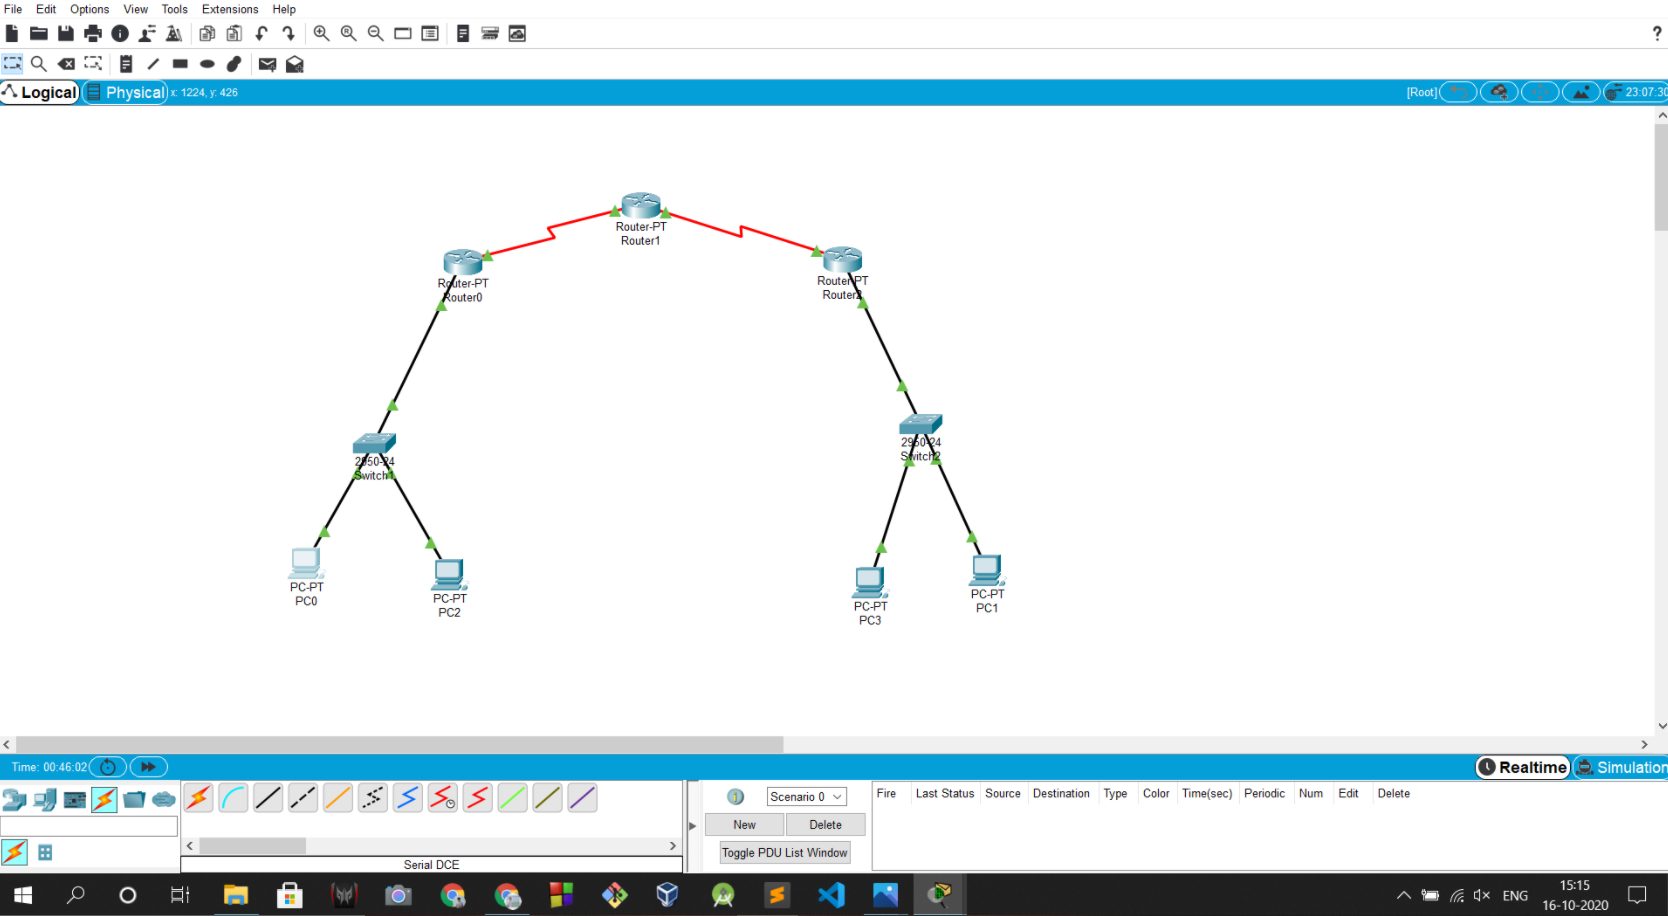 File Edit Options View Tools Extensions Help
?
Logical Physical x: 1224, y: 426 [Root] 23:07:30
Router-PT
Router1
Router-PT
Router0
Router-PT
Router2
2950-24
Switch1
2950-24
Switch2
PC-PT
PC0
PC-PT
PC2
PC-PT
PC3
PC-PT
PC1
Time: 00:46:02 Realtime Simulation
Scenario 0
New Delete
Toggle PDU List Window
Fire Last Status Source Destination Type Color Time(sec) Periodic Num Edit Delete
Serial DCE
ENG
15:15
16-10-2020